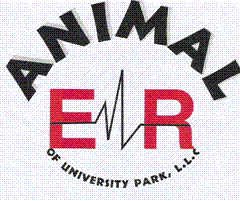 ANIMAL
ER
OF UNIVERSITY PARK, L.L.C